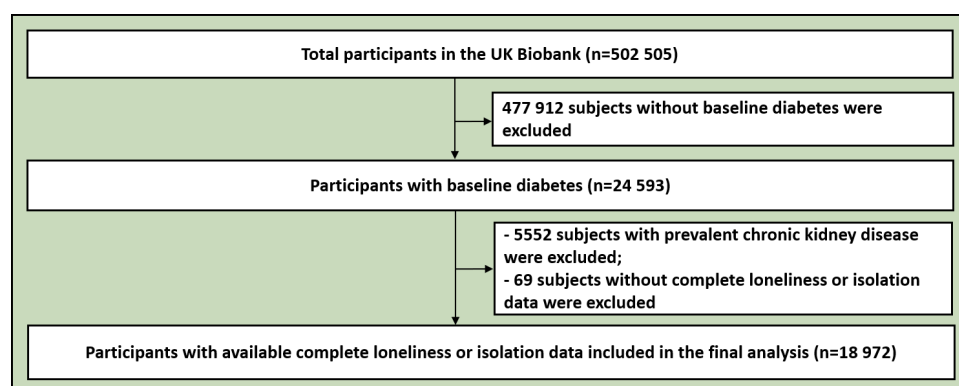 Total participants in the UK Biobank (n=502 505)
477 912 subjects without baseline diabetes were
excluded
Participants with baseline diabetes (n=24 593)
- 5552 subjects with prevalent chronic kidney disease
were excluded;
- 69 subjects without complete loneliness or isolation
data were excluded
Participants with available complete loneliness or isolation data included in the final analysis (n=18 972)